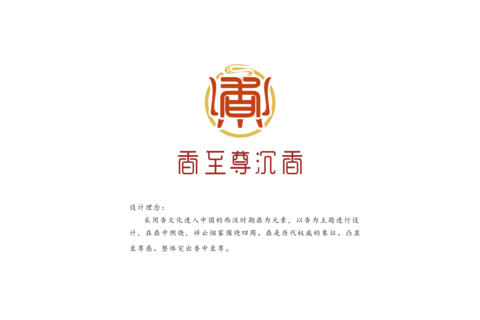 香
香至尊沉香
设计理念:
采用香文化进入中国的西汉时期鼎为元素,以香为主题进行设
计,在鼎中燃烧,祥云烟雾围绕四周。鼎是历代权威的象征,凸显
至尊感。整体突出香中至尊。